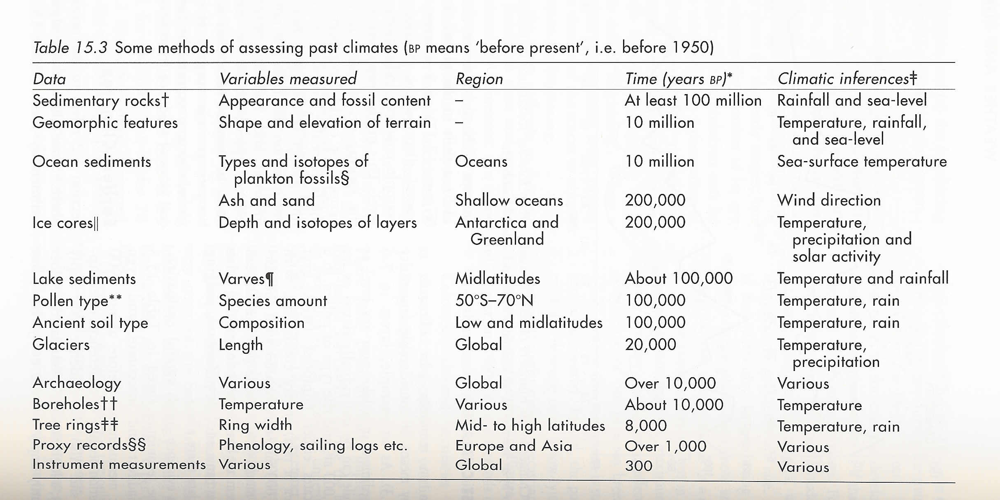 Table 15.3 Some methods of assessing past climates (BP means 'before present', i.e. before 1950)
Data Variables measured Region Time (years BP)* Climatic inferences‡
Sedimentary rocks† Appearance and fossil content – At least 100 million Rainfall and sea-level
Geomorphic features Shape and elevation of terrain – 10 million Temperature, rainfall,
and sea-level
Ocean sediments Types and isotopes of Oceans 10 million Sea-surface temperature
plankton fossils§
Ash and sand Shallow oceans 200,000 Wind direction
Ice cores|| Depth and isotopes of layers Antarctica and 200,000 Temperature,
Greenland precipitation and
solar activity
Lake sediments Varves¶ Midlatitudes About 100,000 Temperature and rainfall
Pollen type** Species amount 50°S–70°N 100,000 Temperature, rain
Ancient soil type Composition Low and midlatitudes 100,000 Temperature, rain
Glaciers Length Global 20,000 Temperature,
precipitation
Archaeology Various Global Over 10,000 Various
Boreholes†† Temperature Various About 10,000 Temperature
Tree rings‡‡ Ring width Mid- to high latitudes 8,000 Temperature, rain
Proxy records§§ Phenology, sailing logs etc. Europe and Asia Over 1,000 Various
Instrument measurements Various Global 300 Various